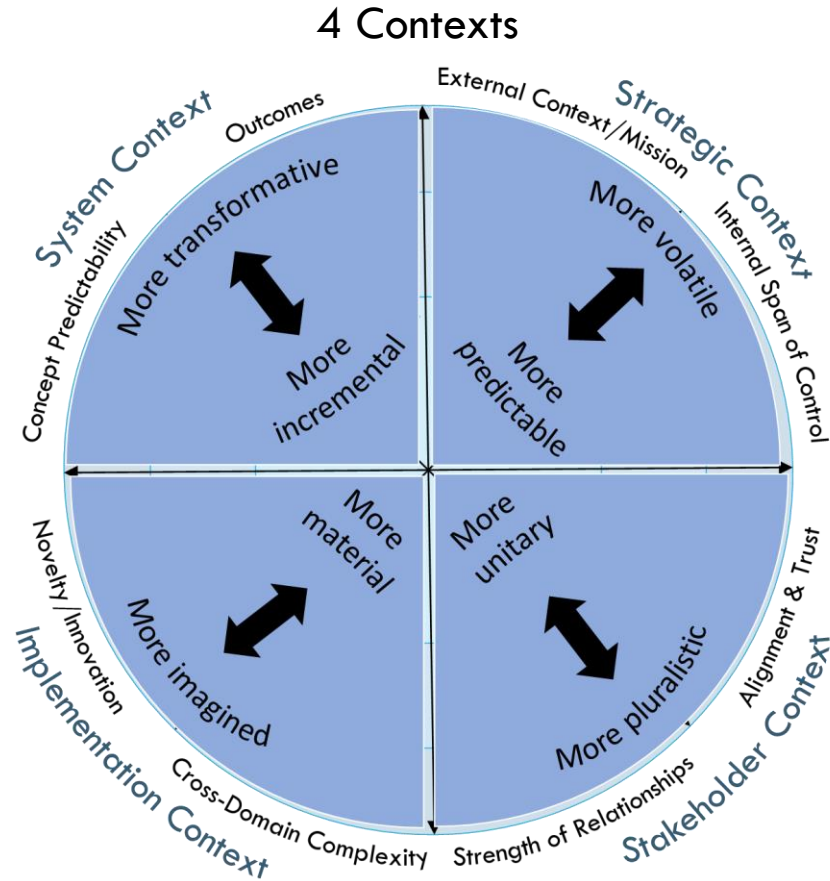 4 Contexts
System Context
Outcomes
Concept Predictability
More transformative
More
incremental
External Context/Mission
Strategic Context
Internal Span of Control
More volatile
More
predictable
Novelty/Innovation
Implementation Context
Cross-Domain Complexity
More
material
More imagined
More
unitary
More pluralistic
Alignment & Trust
Stakeholder Context
Strength of Relationships